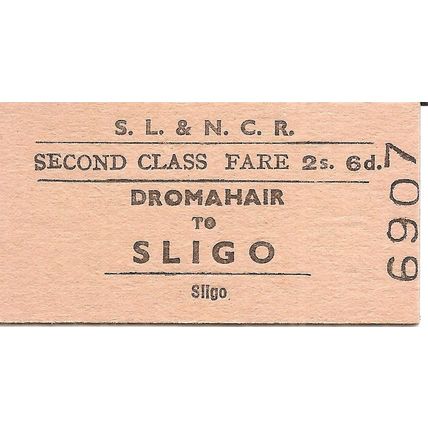 S. L. & N. C. R.
SECOND CLASS FARE 2s. 6d.
DROMAHAIR
TO
SLIGO
Sligo
6907